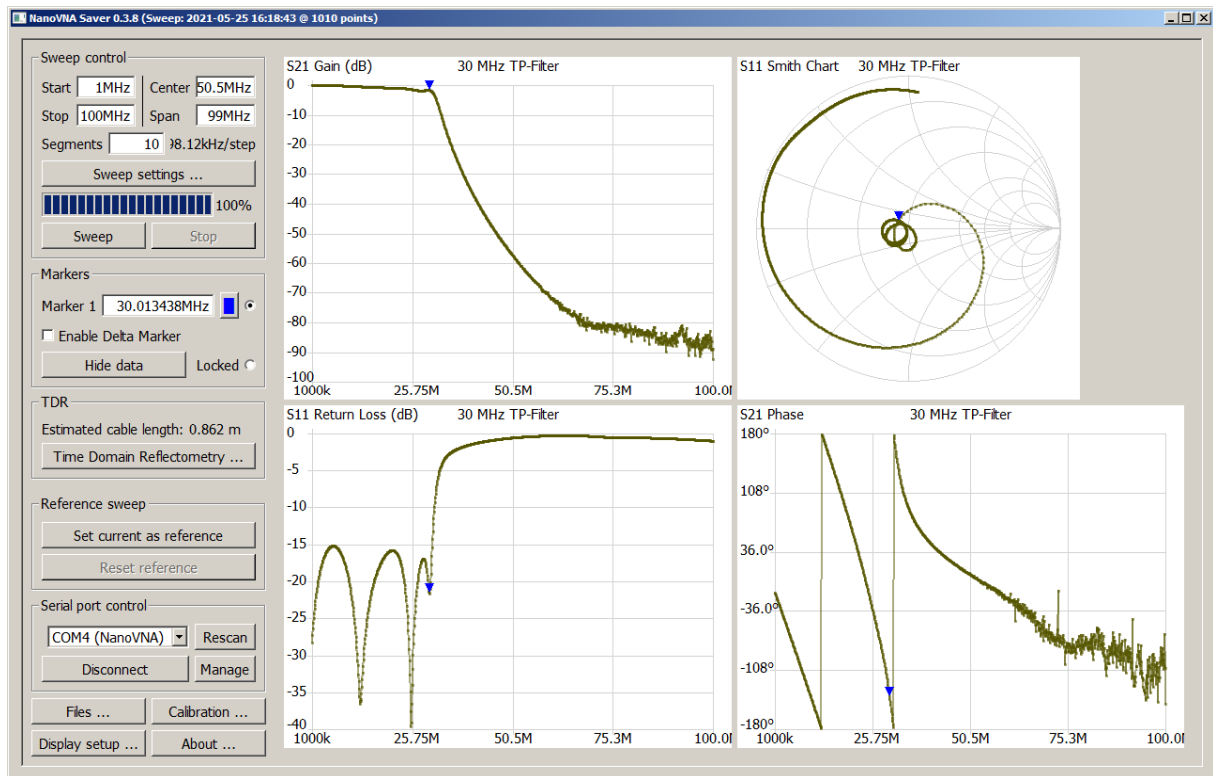 NanoVNA Saver 0.3.8 (Sweep: 2021-05-25 16:18:43 @ 1010 points)
Sweep control
Start 1MHz Center 50.5MHz
Stop 100MHz Span 99MHz
Segments 10 98.12kHz/step
Sweep settings ...
100%
Sweep Stop
Markers
Marker 1 30.013438MHz
Enable Delta Marker
Hide data Locked
TDR
Estimated cable length: 0.862 m
Time Domain Reflectometry ...
Reference sweep
Set current as reference
Reset reference
Serial port control
COM4 (NanoVNA) Rescan
Disconnect Manage
Files ... Calibration ...
Display setup ... About ...
S21 Gain (dB) 30 MHz TP-Filter
0
-10
-20
-30
-40
-50
-60
-70
-80
-90
-100
1000k 25.75M 50.5M 75.3M 100.0
S11 Smith Chart 30 MHz TP-Filter
S11 Return Loss (dB) 30 MHz TP-Filter
0
-5
-10
-15
-20
-25
-30
-35
-40
1000k 25.75M 50.5M 75.3M 100.0
S21 Phase 30 MHz TP-Filter
180°
108°
36.0°
-36.0°
-108°
-180°
1000k 25.75M 50.5M 75.3M 100.0